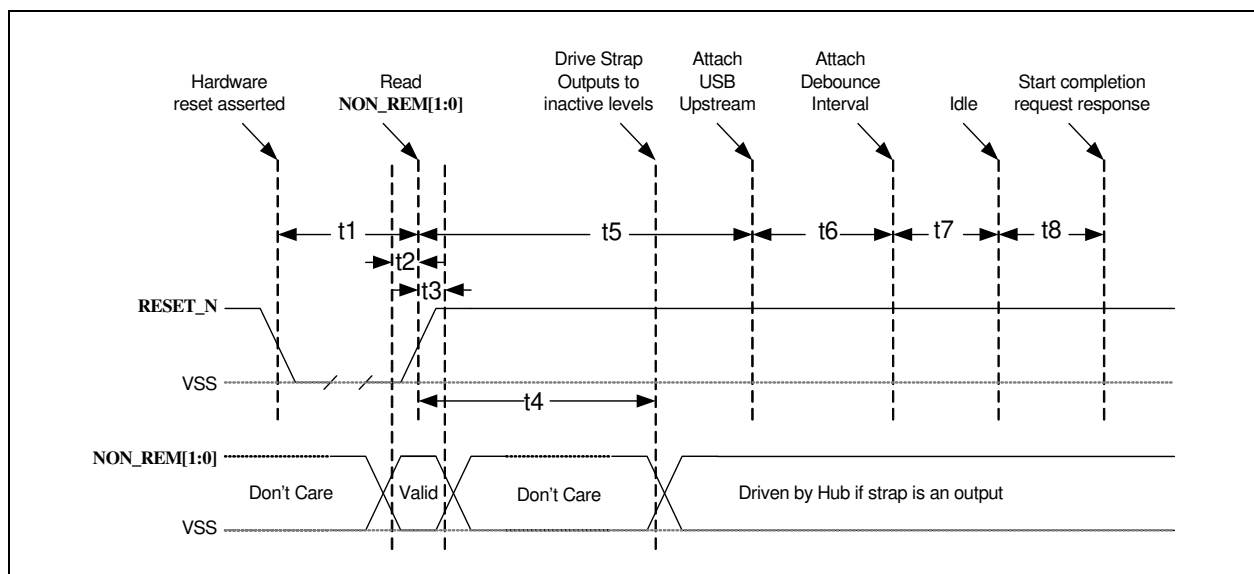 Hardware
reset asserted
Read
NON_REM[1:0]
Drive Strap
Outputs to
inactive levels
Attach
USB
Upstream
Attach
Debounce
Interval
Idle
Start completion
request response
t1
t5
t6
t7
t8
t2
t3
RESET_N
VSS
t4
NON_REM[1:0]
Don't Care
Valid
Don't Care
Driven by Hub if strap is an output
VSS